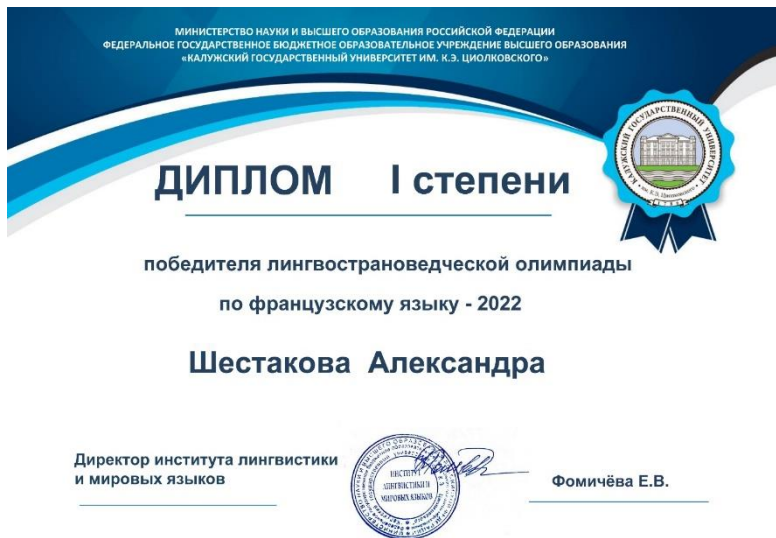 МИНИСТЕРСТВО НАУКИ И ВЫСШЕГО ОБРАЗОВАНИЯ РОССИЙСКОЙ ФЕДЕРАЦИИ
ФЕДЕРАЛЬНОЕ ГОСУДАРСТВЕННОЕ БЮДЖЕТНОЕ ОБРАЗОВАТЕЛЬНОЕ УЧРЕЖДЕНИЕ ВЫСШЕГО ОБРАЗОВАНИЯ
«КАЛУЖСКИЙ ГОСУДАРСТВЕННЫЙ УНИВЕРСИТЕТ ИМ. К.Э. ЦИОЛКОВСКОГО»
КАЛУЖСКИЙ ГОСУДАРСТВЕННЫЙ УНИВЕРСИТЕТ
им. К.Э. Циолковского
ДИПЛОМ I степени
победителя лингвострановедческой олимпиады
по французскому языку - 2022
Шестакова Александра
Директор института лингвистики
и мировых языков
ИНСТИТУТ
ЛИНГВИСТИКИ И
МИРОВЫХ ЯЗЫКОВ
Фомичёва Е.В.